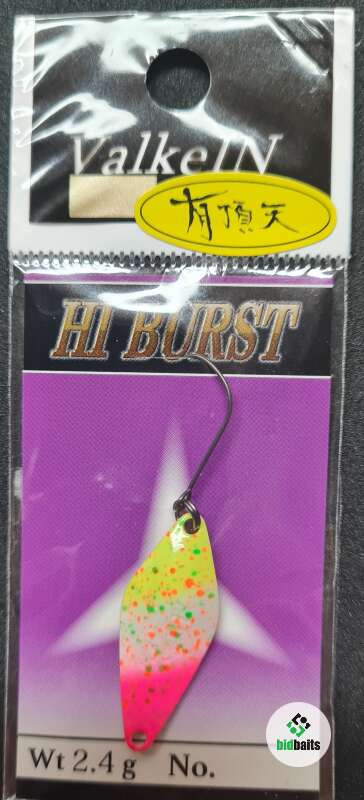 ValkeIN
有頂天
HI BURST
bidbaits
Wt 2.4 g No.